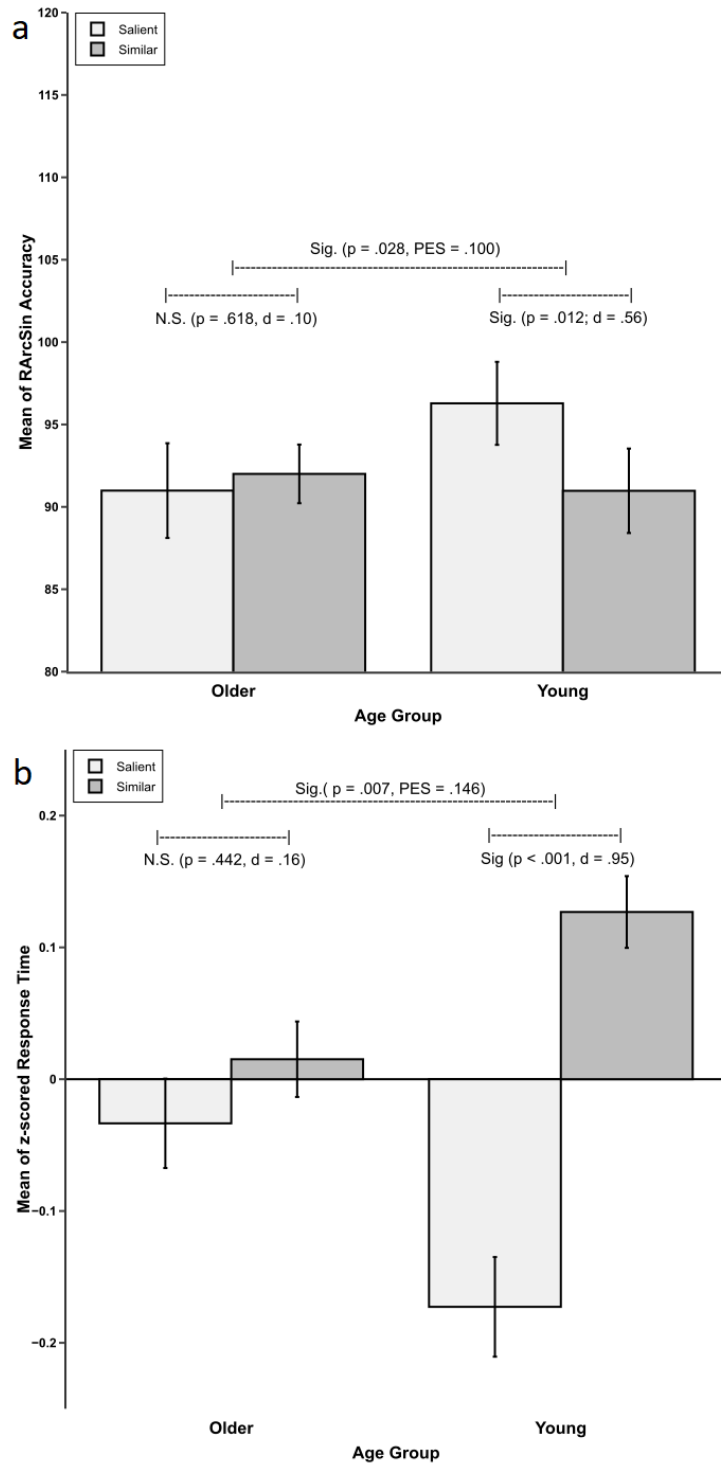 a
Salient
Similar
120
115
110
105
100
95
90
85
80
Mean of RArcSin Accuracy
Sig. (p = .028, PES = .100)
N.S. (p = .618, d = .10)
Sig. (p = .012; d = .56)
Older
Young
Age Group
b
Salient
Similar
0.2
0.1
0
−0.1
−0.2
Mean of z-scored Response Time
Sig.( p = .007, PES = .146)
N.S. (p = .442, d = .16)
Sig (p < .001, d = .95)
Older
Young
Age Group